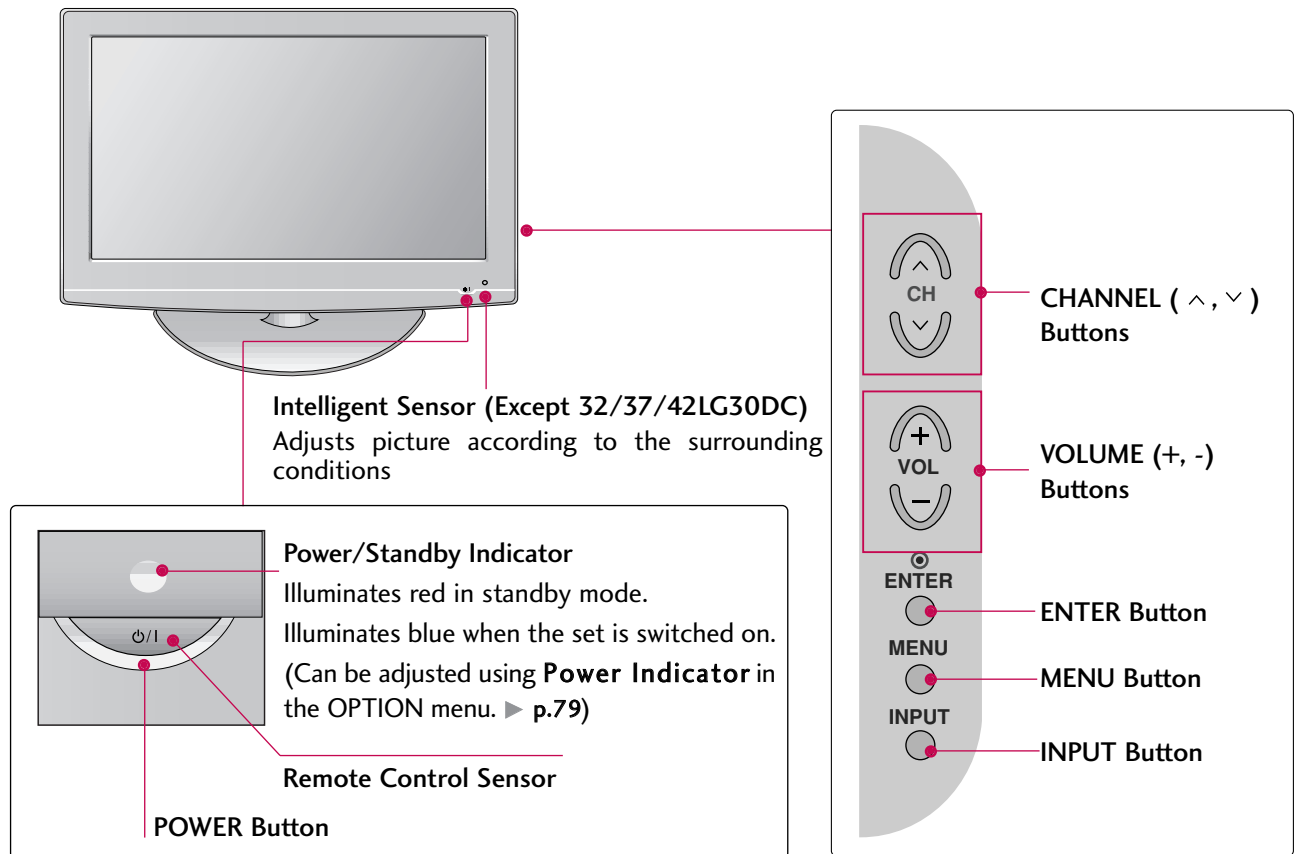 Intelligent Sensor (Except 32/37/42LG30DC)
Adjusts picture according to the surrounding
conditions
Power/Standby Indicator
Illuminates red in standby mode.
Illuminates blue when the set is switched on.
(Can be adjusted using Power Indicator in
the OPTION menu. ▶ p.79)
⏻/I
Remote Control Sensor
POWER Button
CH
CHANNEL ( ︿ , ﹀ )
Buttons
+
VOL
-
VOLUME (+, -)
Buttons
ENTER
ENTER Button
MENU
MENU Button
INPUT
INPUT Button